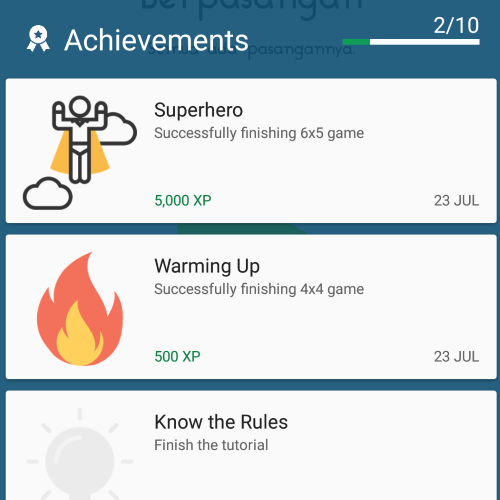 Berpasangan
2/10
Achievements
pasangannya.
Superhero
Successfully finishing 6x5 game
5,000 XP
23 JUL
Warming Up
Successfully finishing 4x4 game
500 XP
23 JUL
Know the Rules
Finish the tutorial